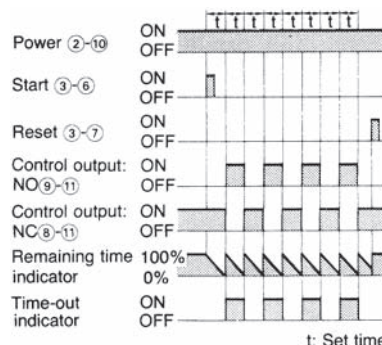 t t t t t t t t
Power ②-⑩ ON
OFF
Start ③-⑥ ON
OFF
Reset ③-⑦ ON
OFF
Control output: ON
NO⑨-⑪ OFF
Control output: ON
NC⑧-⑪ OFF
Remaining time 100%
indicator 0%
Time-out ON
indicator OFF
t: Set time